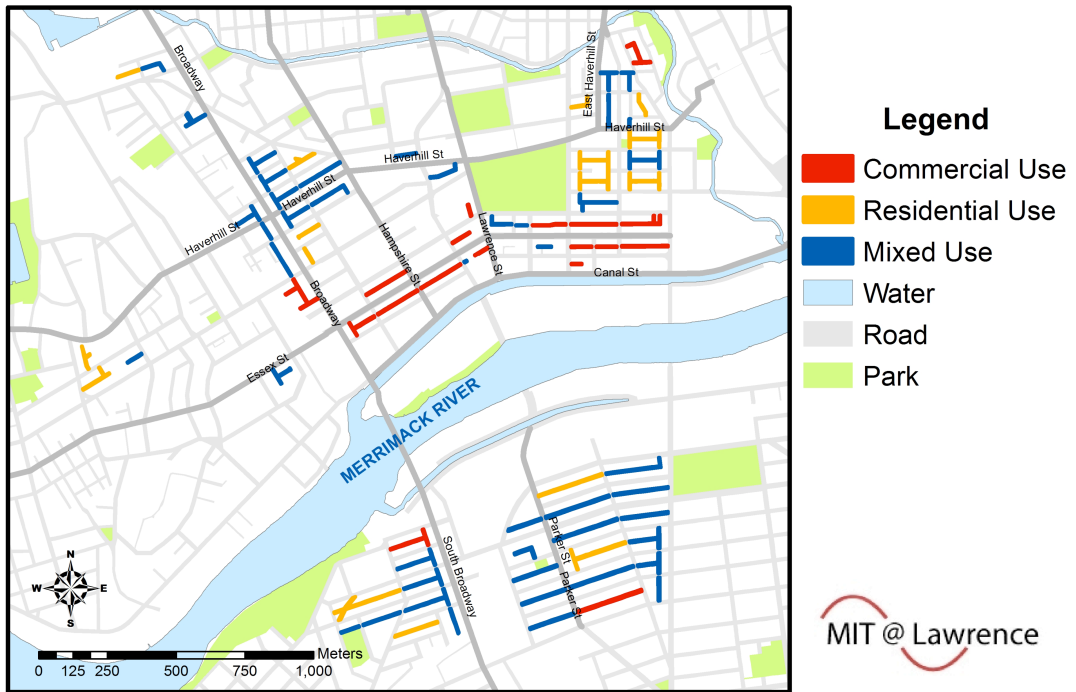 Broadway
East Haverhill St
Haverhill St
Haverhill St
Haverhill St
Haverhill St
Hampshire St
Lawrence St
Canal St
Broadway
Essex St
MERRIMACK RIVER
South Broadway
Parker St
Parker St
N
W
E
S
Meters
0 125 250 500 750 1,000
Legend
Commercial Use
Residential Use
Mixed Use
Water
Road
Park
MIT @ Lawrence